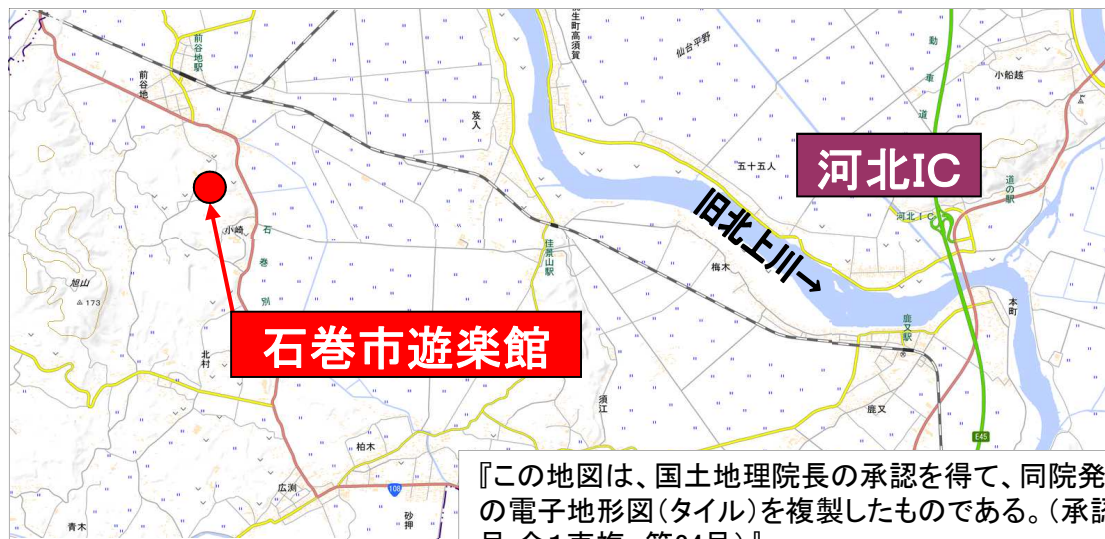 前谷地駅
前谷地
小崎
旭山
173
石巻別
北村
青木
広渕
柏木
108
砂押
笈入
佳景山駅
須江
仙台平野
五十五人
梅木
旧北上川→
鹿又駅
鹿又
本町
河北IC
河北IC
道の駅
小船越
動車道
E45
石巻市遊楽館
『この地図は、国土地理院長の承認を得て、同院発
の電子地形図(タイル)を複製したものである。(承認